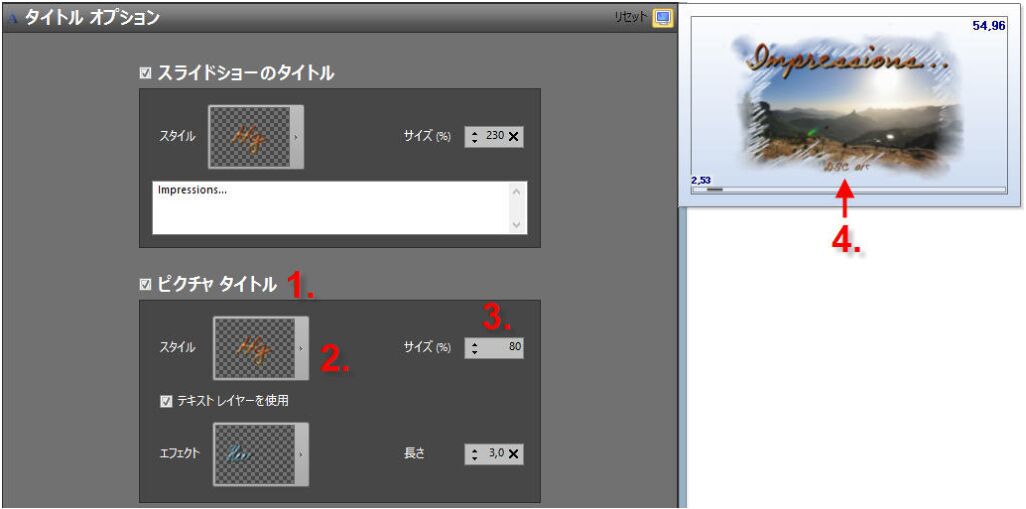 A タイトル オプション
リセット
スライドショーのタイトル
スタイル
Hg
サイズ (%)
230
Impressions...
ピクチャ タイトル
1.
スタイル
Hg
2.
サイズ (%)
3.
80
テキスト レイヤーを使用
エフェクト
長さ
3,0
54,96
Impressions...
DSC art
2,53
4.